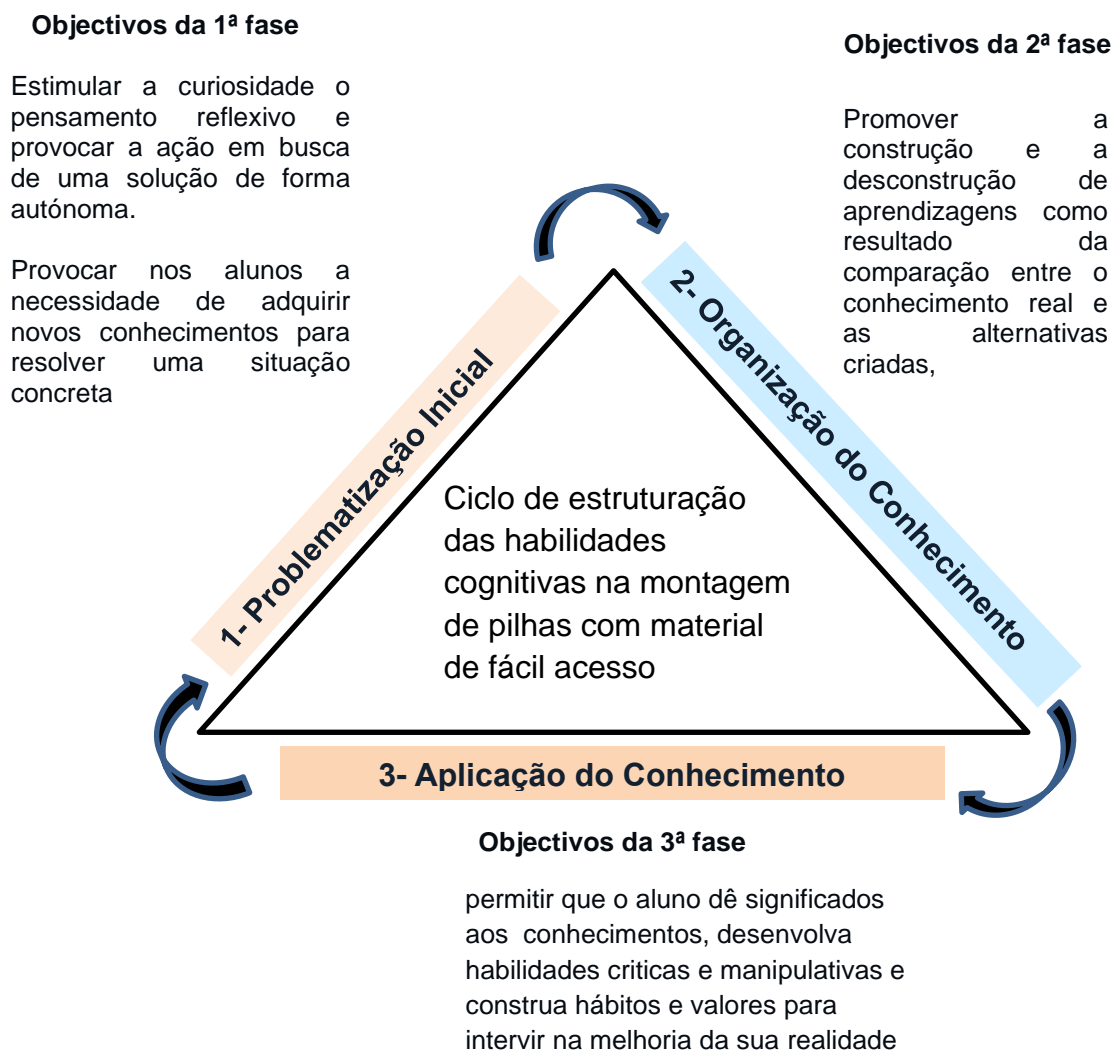 Objectivos da 1ª fase
Estimular a curiosidade o
pensamento reflexivo e
provocar a ação em busca
de uma solução de forma
autónoma.
Provocar nos alunos a
necessidade de adquirir
novos conhecimentos para
resolver uma situação
concreta
Objectivos da 2ª fase
Promover a
construção e a
desconstrução de
aprendizagens como
resultado da
comparação entre o
conhecimento real e
as alternativas
criadas,
1- Problematização Inicial
2- Organização do Conhecimento
Ciclo de estruturação
das habilidades
cognitivas na montagem
de pilhas com material
de fácil acesso
3- Aplicação do Conhecimento
Objectivos da 3ª fase
permitir que o aluno dê significados
aos conhecimentos, desenvolva
habilidades criticas e manipulativas e
construa hábitos e valores para
intervir na melhoria da sua realidade